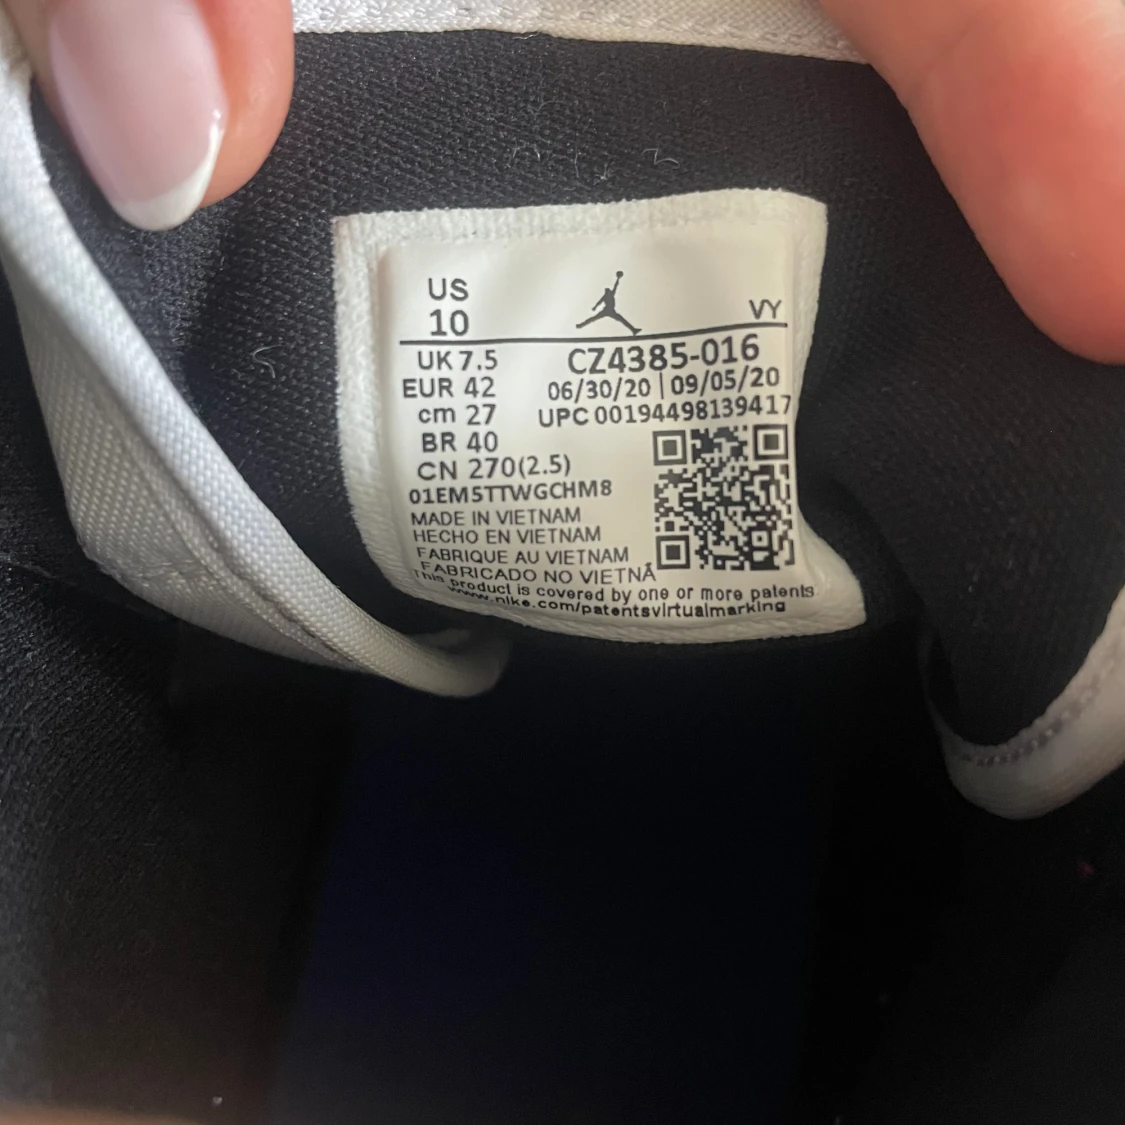 US
10
VY
UK 7.5
CZ4385-016
EUR 42
06/30/20 | 09/05/20
cm 27
UPC 00194498139417
BR 40
CN 270(2.5)
01EM5TTWGCHM8
MADE IN VIETNAM
HECHO EN VIETNAM
FABRIQUE AU VIETNAM
FABRICADO NO VIETNÃ
This product is covered by one or more patents
www.nike.com/patentsvirtualmarking